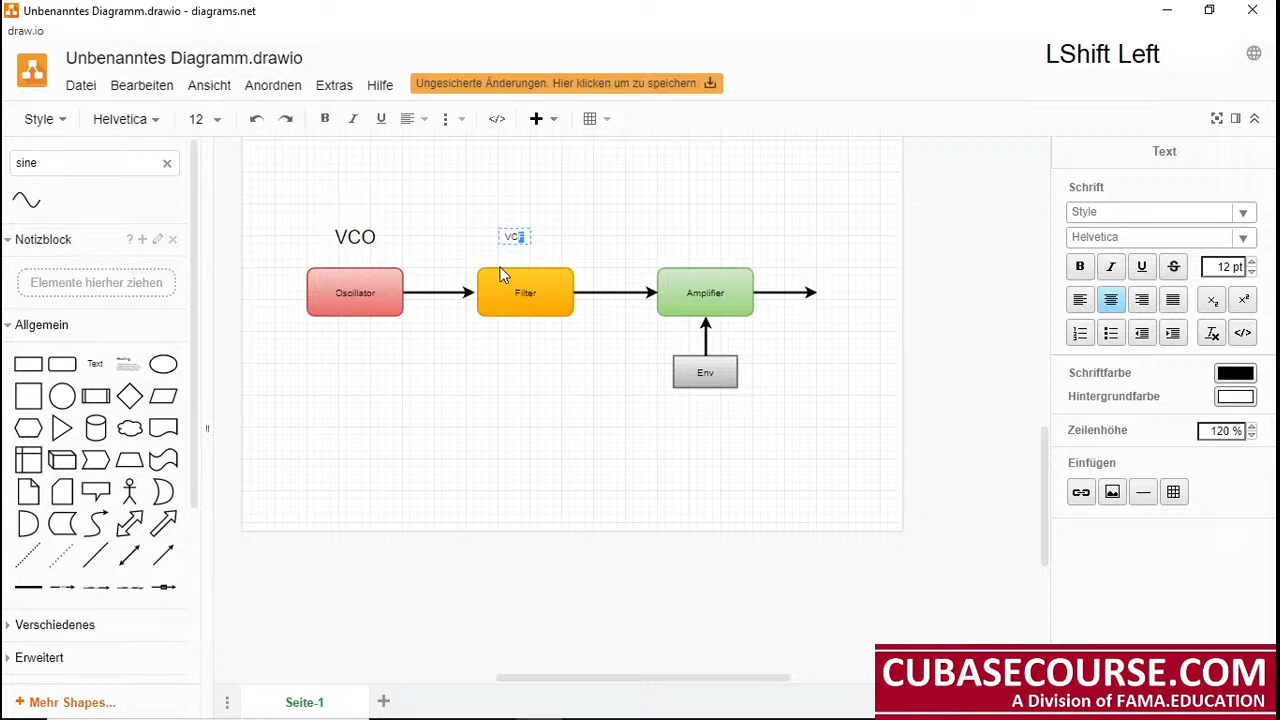 Unbenanntes Diagramm.drawio - diagrams.net
draw.io
Unbenanntes Diagramm.drawio
LShift Left
Datei Bearbeiten Ansicht Anordnen Extras Hilfe
Ungesicherte Änderungen. Hier klicken um zu speichern.
Style Helvetica 12 B I U </>
sine
Text
Schrift
Style
Helvetica
B I U S 12 pt
Notizblock ?
Elemente hierher ziehen
VCO
VCF
Oscillator
Filter
Amplifier
Env
Allgemein
Text
Heading
Schriftfarbe
Hintergrundfarbe
Zeilenhöhe 120 %
Einfügen
Verschiedenes
Erweitert
Mehr Shapes...
Seite-1
CUBASECOURSE.COM
A Division of FAMA.EDUCATION